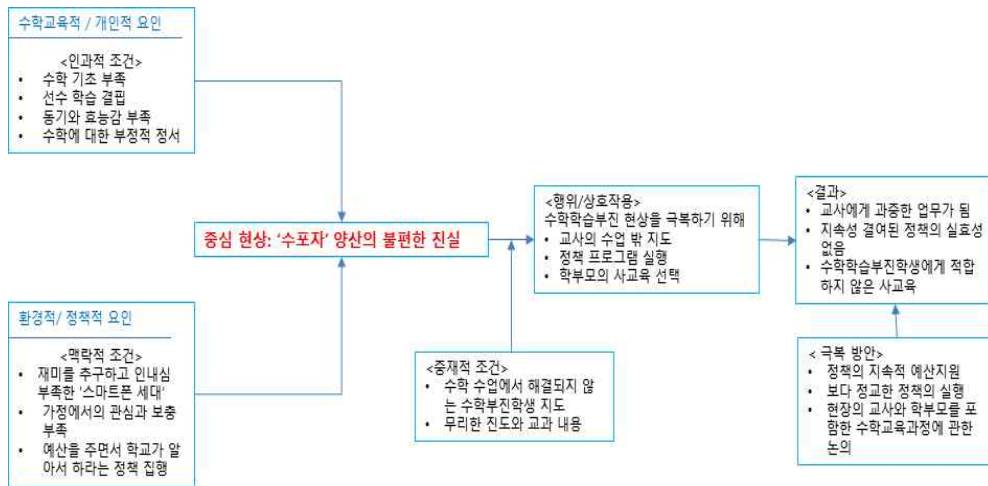 수학교육적 / 개인적 요인
<인과적 조건>
• 수학 기초 부족
• 선수 학습 결핍
• 동기와 효능감 부족
• 수학에 대한 부정적 정서
중심 현상: '수포자' 양산의 불편한 진실
<행위/상호작용>
수학학습부진 현상을 극복하기 위해
• 교사의 수업 밖 지도
• 정책 프로그램 실행
• 학부모의 사교육 선택
<결과>
• 교사에게 과중한 업무가 됨
• 지속성 결여된 정책의 실효성
없음
• 수학학습부진학생에게 적합
하지 않은 사교육
환경적/ 정책적 요인
<맥락적 조건>
• 재미를 추구하고 인내심
부족한 '스마트폰 세대'
• 가정에서의 관심과 보충
부족
• 예산을 주면서 학교가 알
아서 하라는 정책 집행
<중재적 조건>
• 수학 수업에서 해결되지 않
는 수학부진학생 지도
• 무리한 진도와 교과 내용
< 극복 방안>
• 정책의 지속적 예산지원
• 보다 정교한 정책의 실행
• 현장의 교사와 학부모를 포
함한 수학교육과정에 관한
논의